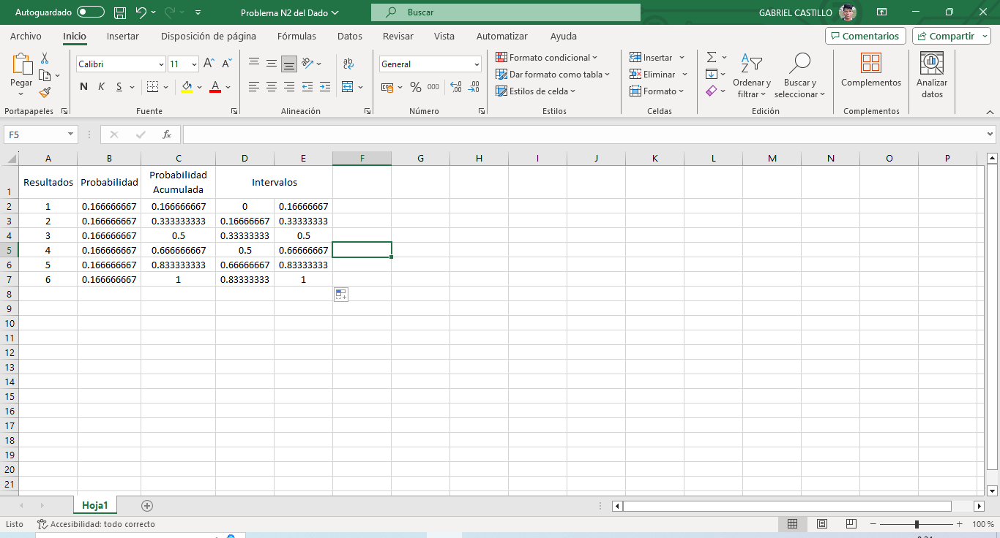 Autoguardado Problema N2 del Dado Buscar GABRIEL CASTILLO
Archivo Inicio Insertar Disposición de página Fórmulas Datos Revisar Vista Automatizar Ayuda Comentarios Compartir
Pegar
Calibri 11
N K S
A A
A
ab
General
% 000
Formato condicional
Dar formato como tabla
Estilos de celda
Insertar
Eliminar
Formato
Ordenar y
filtrar
Buscar y
seleccionar
Complementos
Analizar
datos
Portapapeles Fuente Alineación Número Estilos Celdas Edición Complementos
F5 fx
A B C D E F G H I J K L M N O P
1 Resultados Probabilidad Probabilidad Acumulada Intervalos
2 1 0.166666667 0.166666667 0 0.16666667
3 2 0.166666667 0.333333333 0.16666667 0.33333333
4 3 0.166666667 0.5 0.33333333 0.5
5 4 0.166666667 0.666666667 0.5 0.66666667
6 5 0.166666667 0.833333333 0.66666667 0.83333333
7 6 0.166666667 1 0.83333333 1
8
9
10
11
12
13
14
15
16
17
18
19
20
21
Hoja1
Listo Accesibilidad: todo correcto 100 %